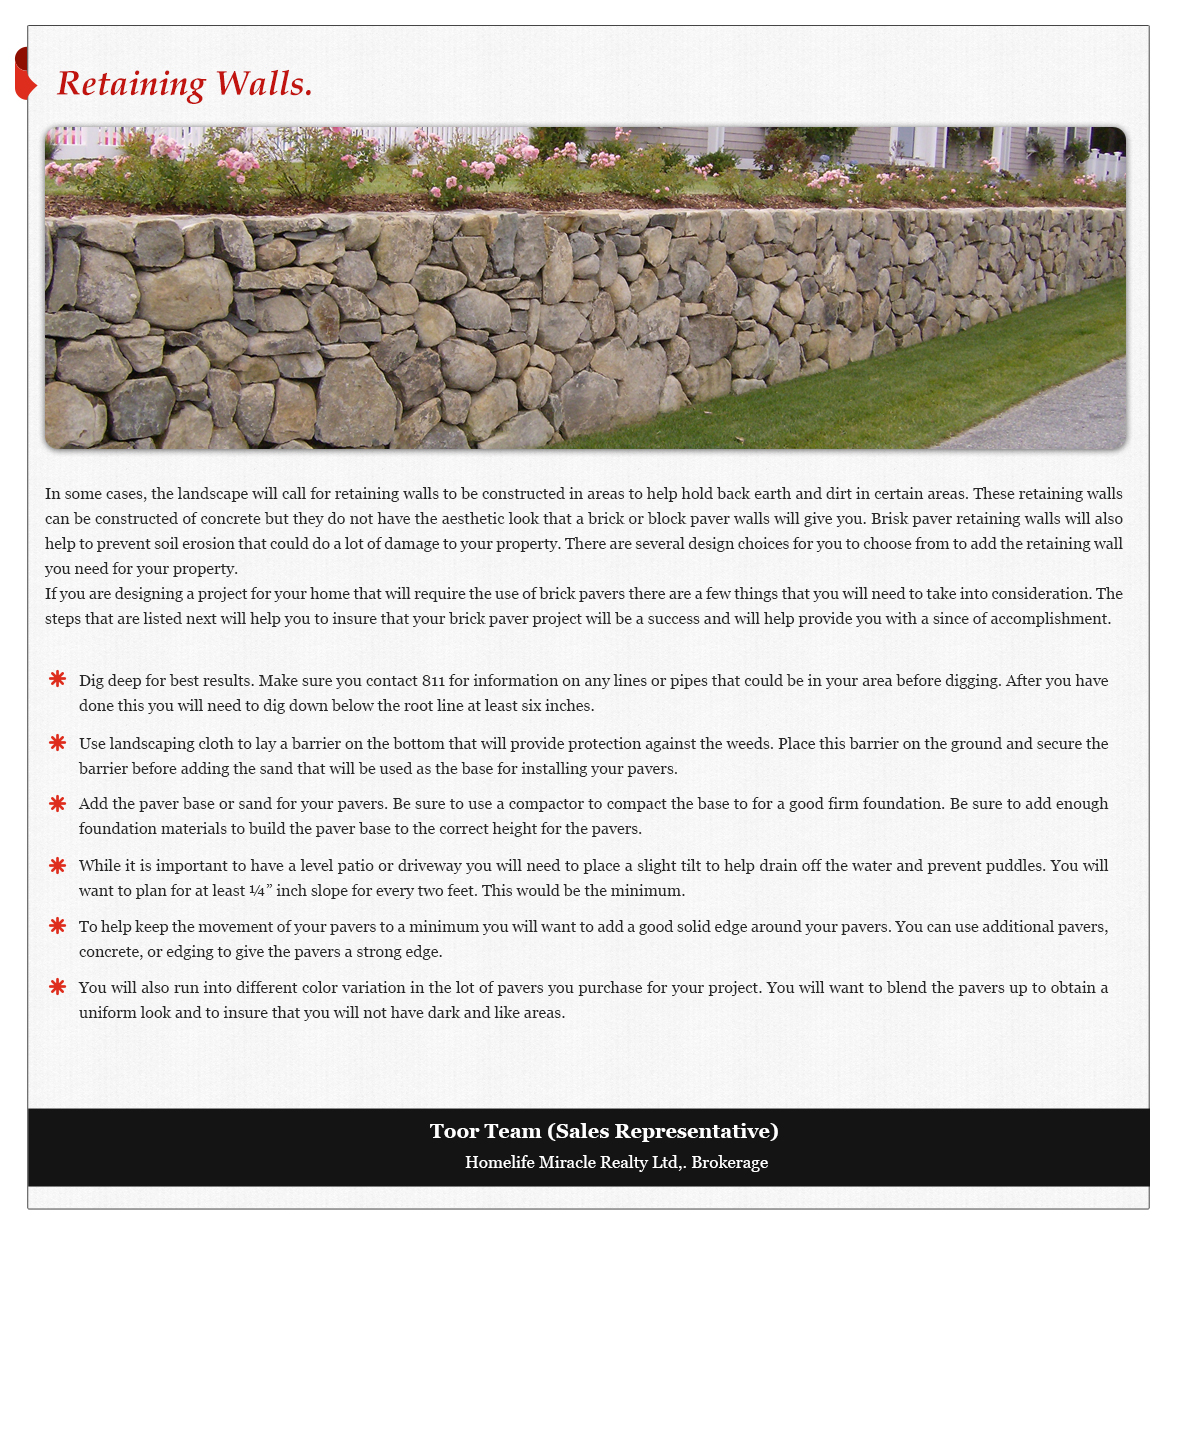 Retaining Walls.
In some cases, the landscape will call for retaining walls to be constructed in areas to help hold back earth and dirt in certain areas. These retaining walls
can be constructed of concrete but they do not have the aesthetic look that a brick or block paver walls will give you. Brisk paver retaining walls will also
help to prevent soil erosion that could do a lot of damage to your property. There are several design choices for you to choose from to add the retaining wall
you need for your property.
If you are designing a project for your home that will require the use of brick pavers there are a few things that you will need to take into consideration. The
steps that are listed next will help you to insure that your brick paver project will be a success and will help provide you with a since of accomplishment.
Dig deep for best results. Make sure you contact 811 for information on any lines or pipes that could be in your area before digging. After you have
done this you will need to dig down below the root line at least six inches.
Use landscaping cloth to lay a barrier on the bottom that will provide protection against the weeds. Place this barrier on the ground and secure the
barrier before adding the sand that will be used as the base for installing your pavers.
Add the paver base or sand for your pavers. Be sure to use a compactor to compact the base to for a good firm foundation. Be sure to add enough
foundation materials to build the paver base to the correct height for the pavers.
While it is important to have a level patio or driveway you will need to place a slight tilt to help drain off the water and prevent puddles. You will
want to plan for at least ¼” inch slope for every two feet. This would be the minimum.
To help keep the movement of your pavers to a minimum you will want to add a good solid edge around your pavers. You can use additional pavers,
concrete, or edging to give the pavers a strong edge.
You will also run into different color variation in the lot of pavers you purchase for your project. You will want to blend the pavers up to obtain a
uniform look and to insure that you will not have dark and like areas.
Toor Team (Sales Representative)
Homelife Miracle Realty Ltd,. Brokerage